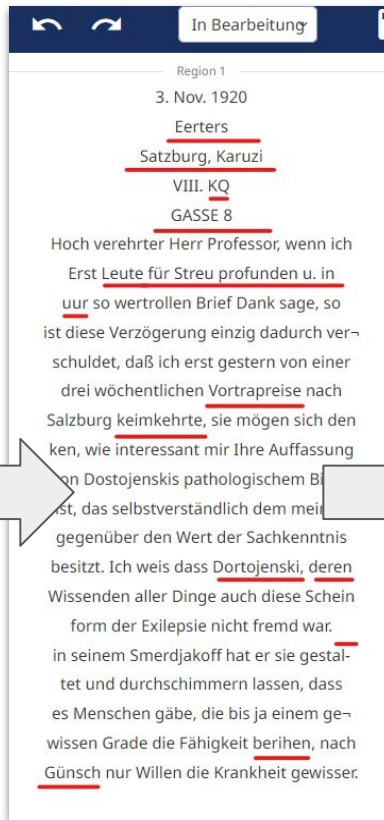 In Bearbeitung
Region 1
3. Nov. 1920
Eerters
Satzburg, Karuzi
VIII. KQ
GASSE 8
Hoch verehrter Herr Professor, wenn ich
Erst Leute für Streu profunden u. in
uur so wertrollen Brief Dank sage, so
ist diese Verzögerung einzig dadurch ver¬
schuldet, daß ich erst gestern von einer
drei wöchentlichen Vortrapreise nach
Salzburg keimkehrte, sie mögen sich den
ken, wie interessant mir Ihre Auffassung
on Dostojenskis pathologischem Bi
st, das selbstverständlich dem mei
gegenüber den Wert der Sachkenntnis
besitzt. Ich weis dass Dortojenski, deren
Wissenden aller Dinge auch diese Schein
form der Exilepsie nicht fremd war.
in seinem Smerdjakoff hat er sie gestal-
tet und durchschimmern lassen, dass
es Menschen gäbe, die bis ja einem ge¬
wissen Grade die Fähigkeit berihen, nach
Günsch nur Willen die Krankheit gewisser.